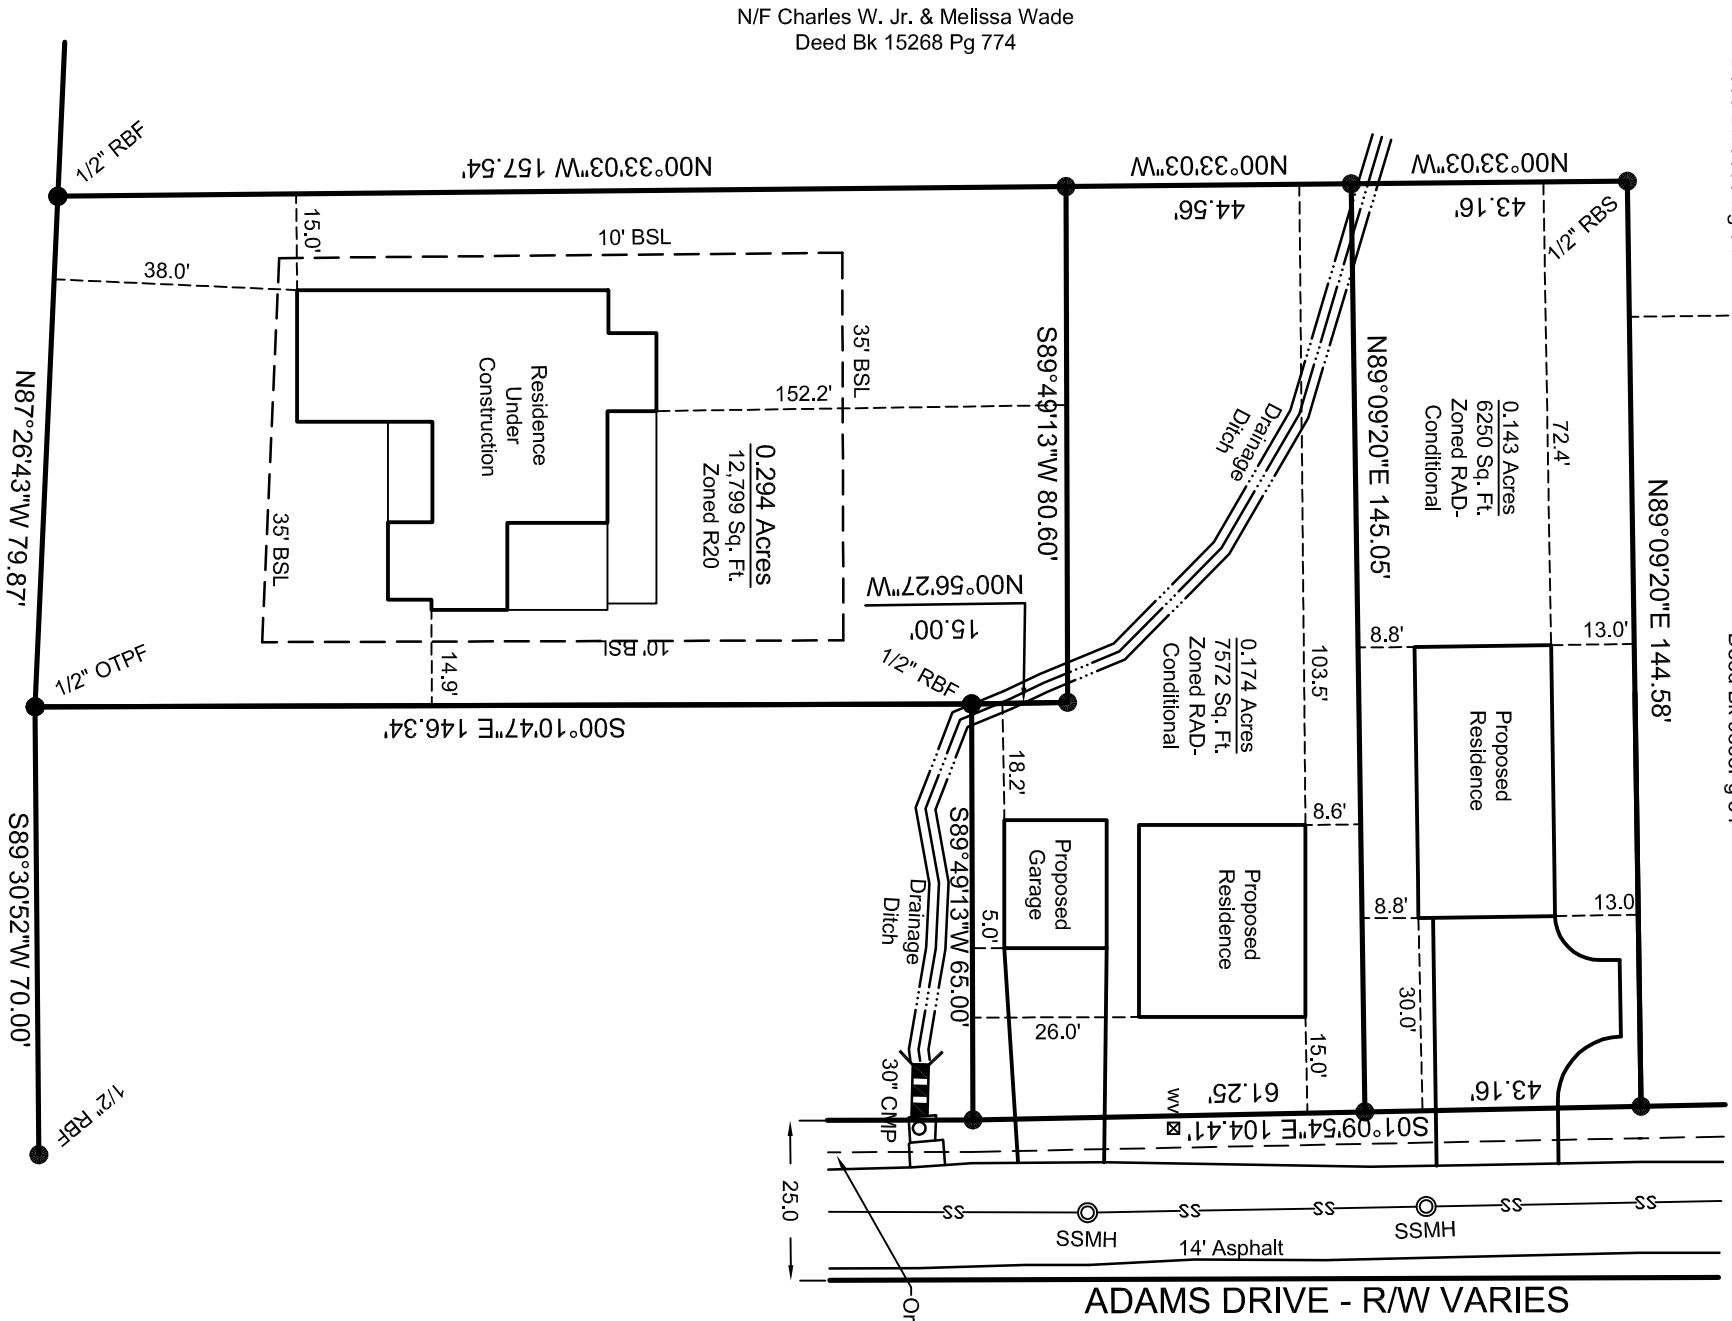 N/F Charles W. Jr. & Melissa Wade
Deed Bk 15268 Pg 774
1/2" RBF
N00°33'03"W 157.54'
N00°33'03"W
44.56'
N00°33'03"W
43.16'
1/2" RBS
15.0'
10' BSL
38.0'
35' BSL
152.2'
Residence
Under
Construction
0.294 Acres
12,799 Sq. Ft.
Zoned R20
35' BSL
10' BSL
14.9'
N87°26'43"W 79.87'
1/2" OTPF
S00°10'47"E 146.34'
S89°30'52"W 70.00'
1/2" RBF
S89°49'13"W 80.60'
N00°56'27"W
15.00'
1/2" RBF
Drainage
Ditch
N89°09'20"E 145.05'
0.143 Acres
6250 Sq. Ft.
Zoned RAD-
Conditional
72.4'
N89°09'20"E 144.58'
0.174 Acres
7572 Sq. Ft.
Zoned RAD-
Conditional
103.5'
8.8'
13.0'
Proposed
Residence
18.2'
8.6'
Proposed
Garage
Proposed
Residence
8.8'
13.0
S89°49'13"W 65.00'
Drainage
Ditch
5.0'
26.0'
30.0'
15.0'
30" CMP
WV
61.25'
43.16'
S01°09'54"E 104.41'
25.0
SS
SS
SS
SS
SS
SSMH
SSMH
14' Asphalt
ADAMS DRIVE - R/W VARIES